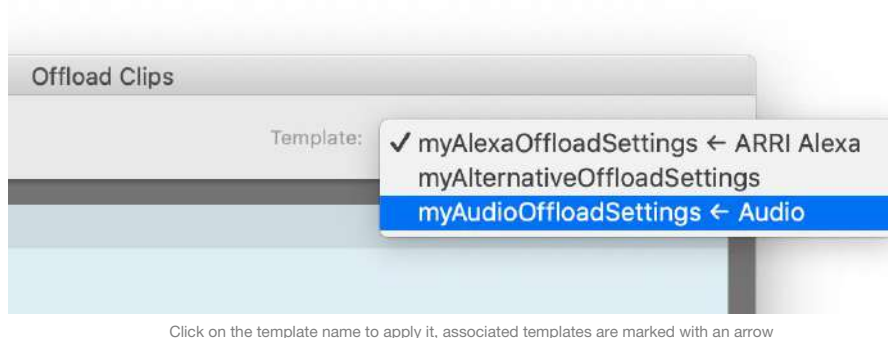 Offload Clips
Template:
✓ myAlexaOffloadSettings ← ARRI Alexa
myAlternativeOffloadSettings
myAudioOffloadSettings ← Audio
Click on the template name to apply it, associated templates are marked with an arrow